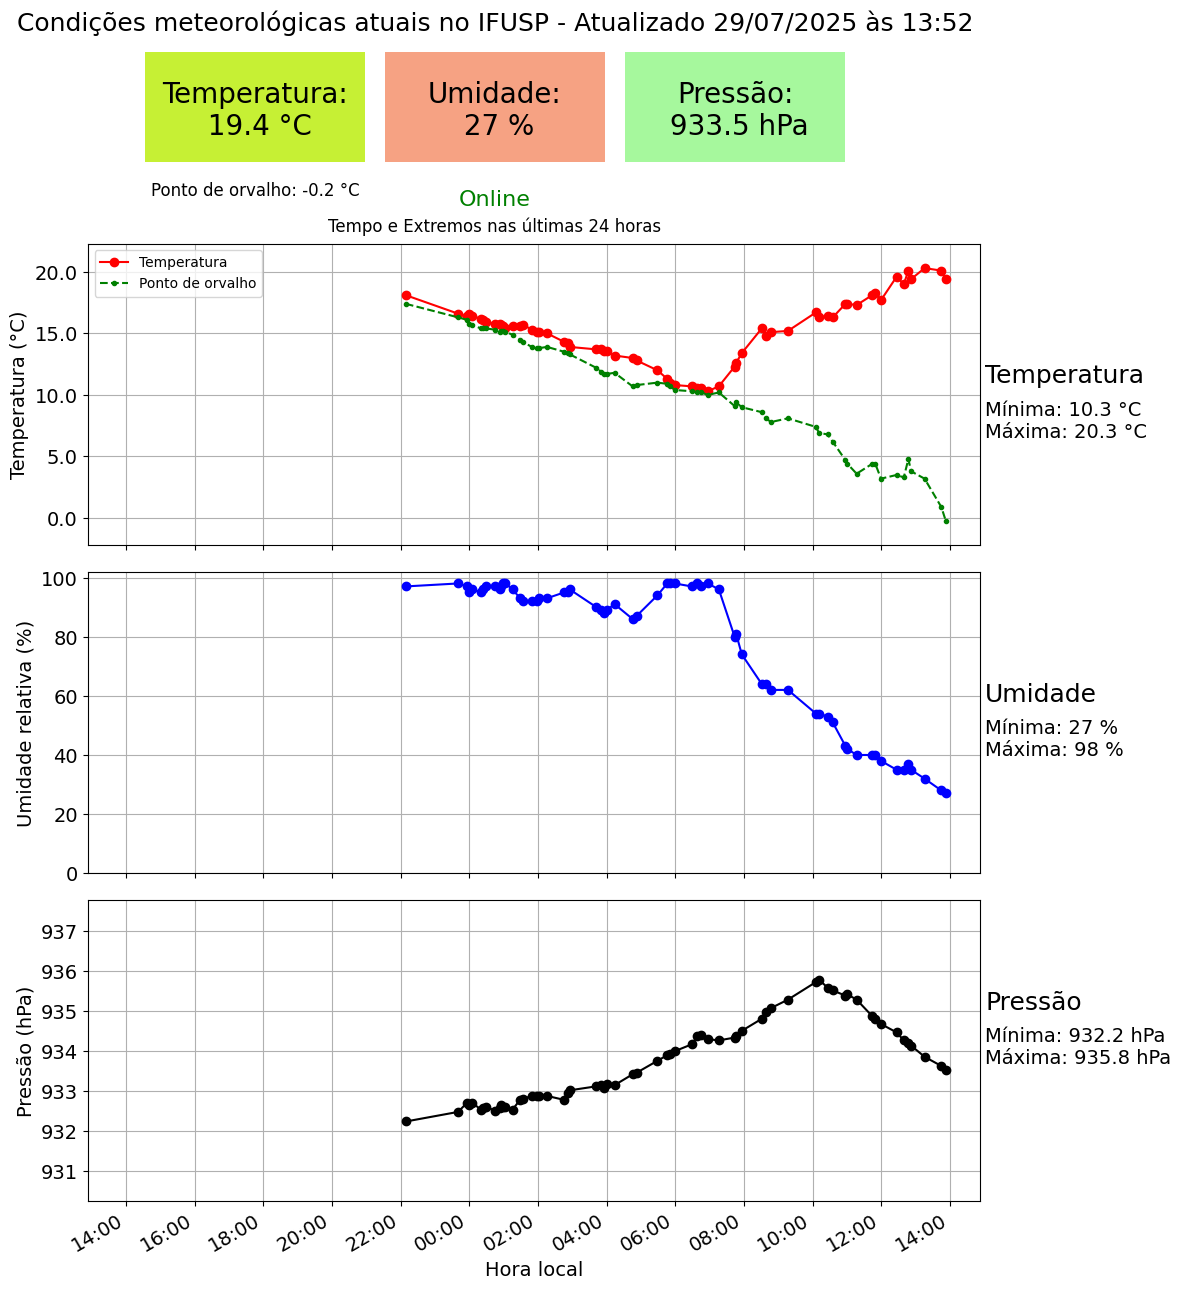 Condições meteorológicas atuais no IFUSP - Atualizado 29/07/2025 às 13:52
Temperatura:
19.4 °C
Umidade:
27 %
Pressão:
933.5 hPa
Ponto de orvalho: -0.2 °C
Online
Tempo e Extremos nas últimas 24 horas
Temperatura
Ponto de orvalho
20.0
15.0
10.0
5.0
0.0
Temperatura (°C)
Temperatura
Mínima: 10.3 °C
Máxima: 20.3 °C
100
80
60
40
20
0
Umidade relativa (%)
Umidade
Mínima: 27 %
Máxima: 98 %
937
936
935
934
933
932
931
Pressão (hPa)
Pressão
Mínima: 932.2 hPa
Máxima: 935.8 hPa
14:00 16:00 18:00 20:00 22:00 00:00 02:00 04:00 06:00 08:00 10:00 12:00 14:00
Hora local